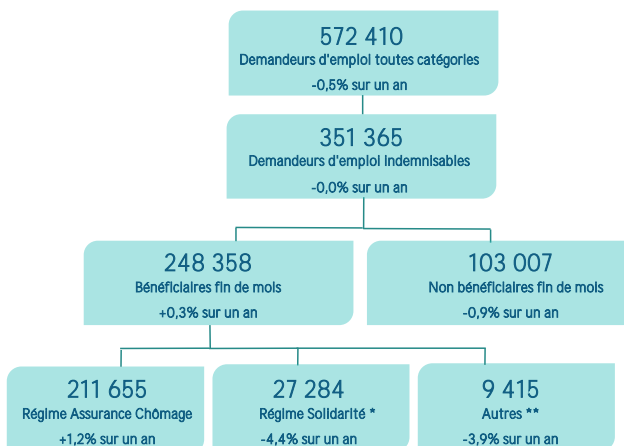 572 410
Demandeurs d'emploi toutes catégories
-0,5% sur un an
351 365
Demandeurs d'emploi indemnisables
-0,0% sur un an
248 358
Bénéficiaires fin de mois
+0,3% sur un an
103 007
Non bénéficiaires fin de mois
-0,9% sur un an
211 655
Régime Assurance Chômage
+1,2% sur un an
27 284
Régime Solidarité *
-4,4% sur un an
9 415
Autres **
-3,9% sur un an